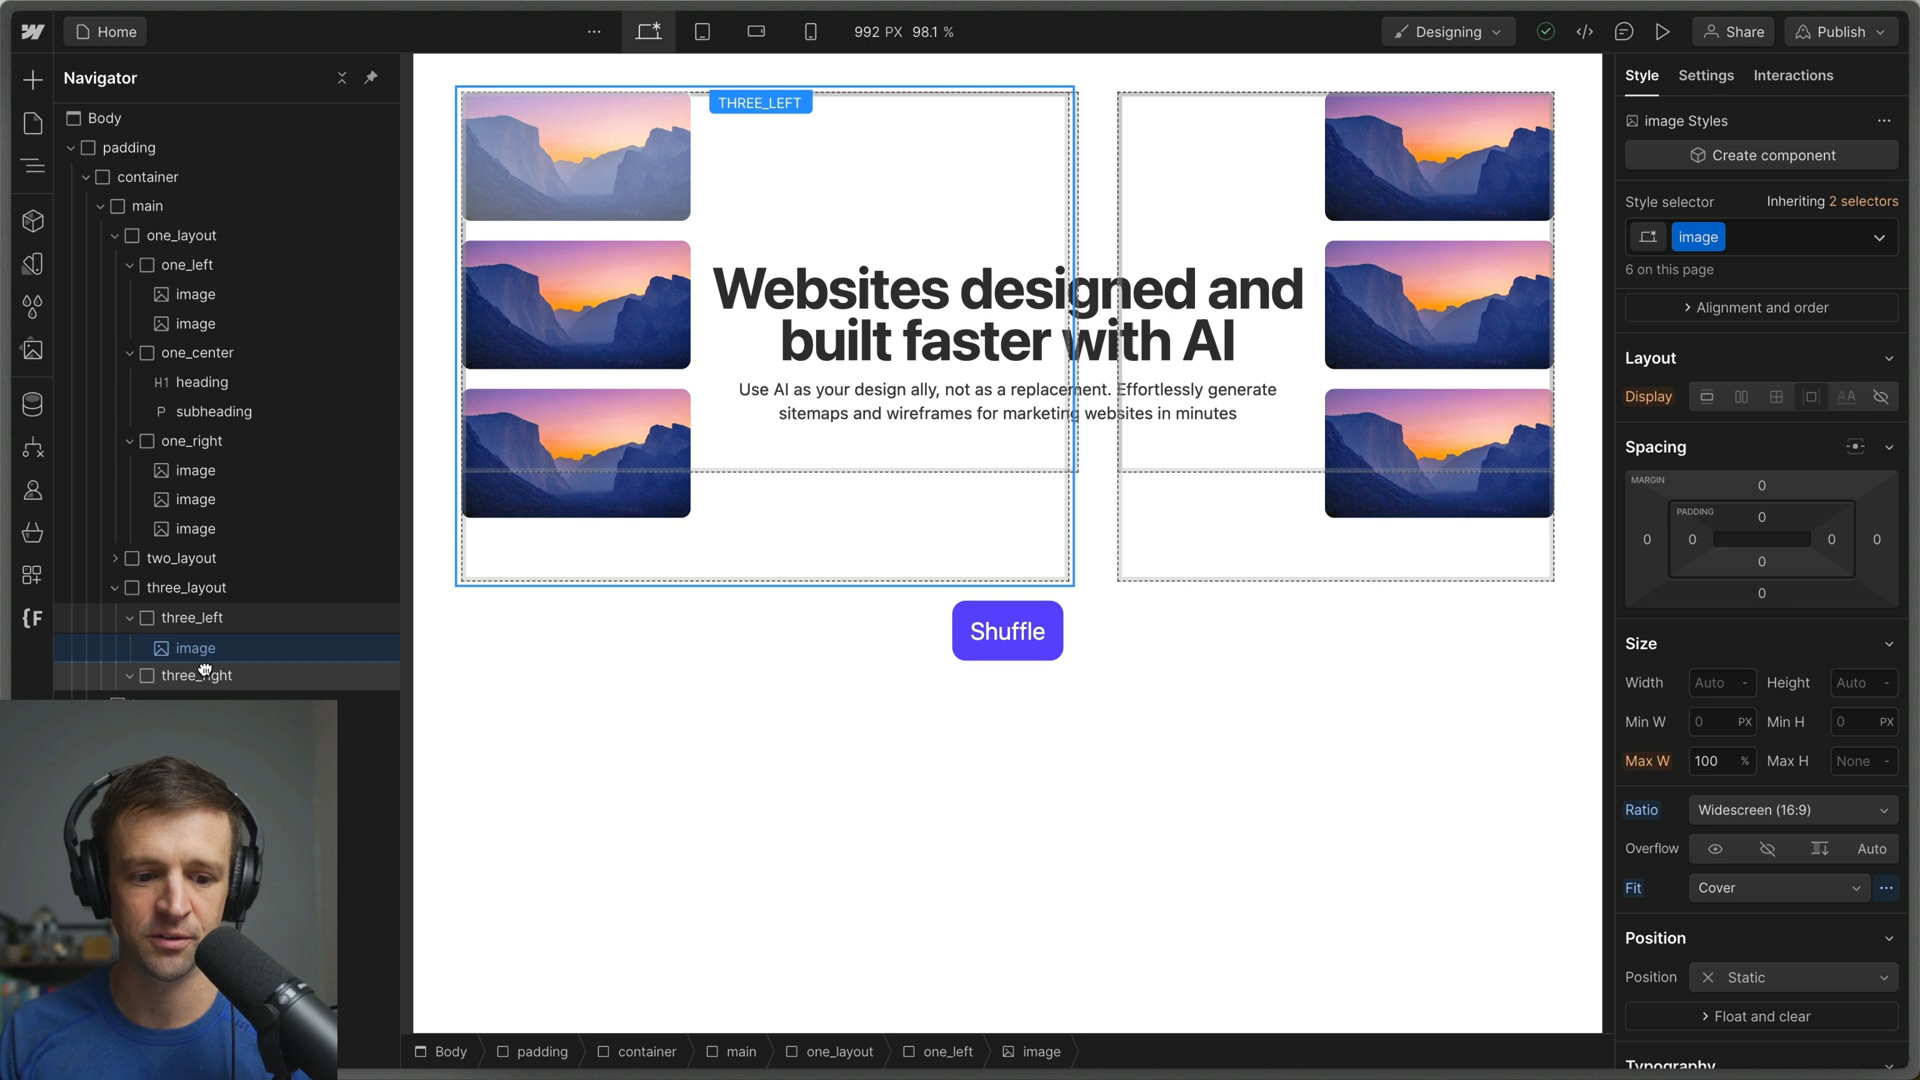 Home
992 PX 98.1 %
Designing
Share
Publish
Navigator
Body
padding
container
main
one_layout
one_left
image
image
one_center
H1 heading
P subheading
one_right
image
image
image
two_layout
three_layout
three_left
image
three_right
THREE_LEFT
Websites designed and
built faster with AI
Use AI as your design ally, not as a replacement. Effortlessly generate
sitemaps and wireframes for marketing websites in minutes
Shuffle
Body
padding
container
main
one_layout
one_left
image
Style Settings Interactions
image Styles
Create component
Style selector Inheriting 2 selectors
image
6 on this page
Alignment and order
Layout
Display
AA
Spacing
MARGIN
0
PADDING
0
0 0 0 0
0
0
Size
Width Auto - Height Auto -
Min W 0 PX Min H 0 PX
Max W 100 % Max H None -
Ratio Widescreen (16:9)
Overflow Auto
Fit Cover
Position
Position Static
Float and clear
Typography